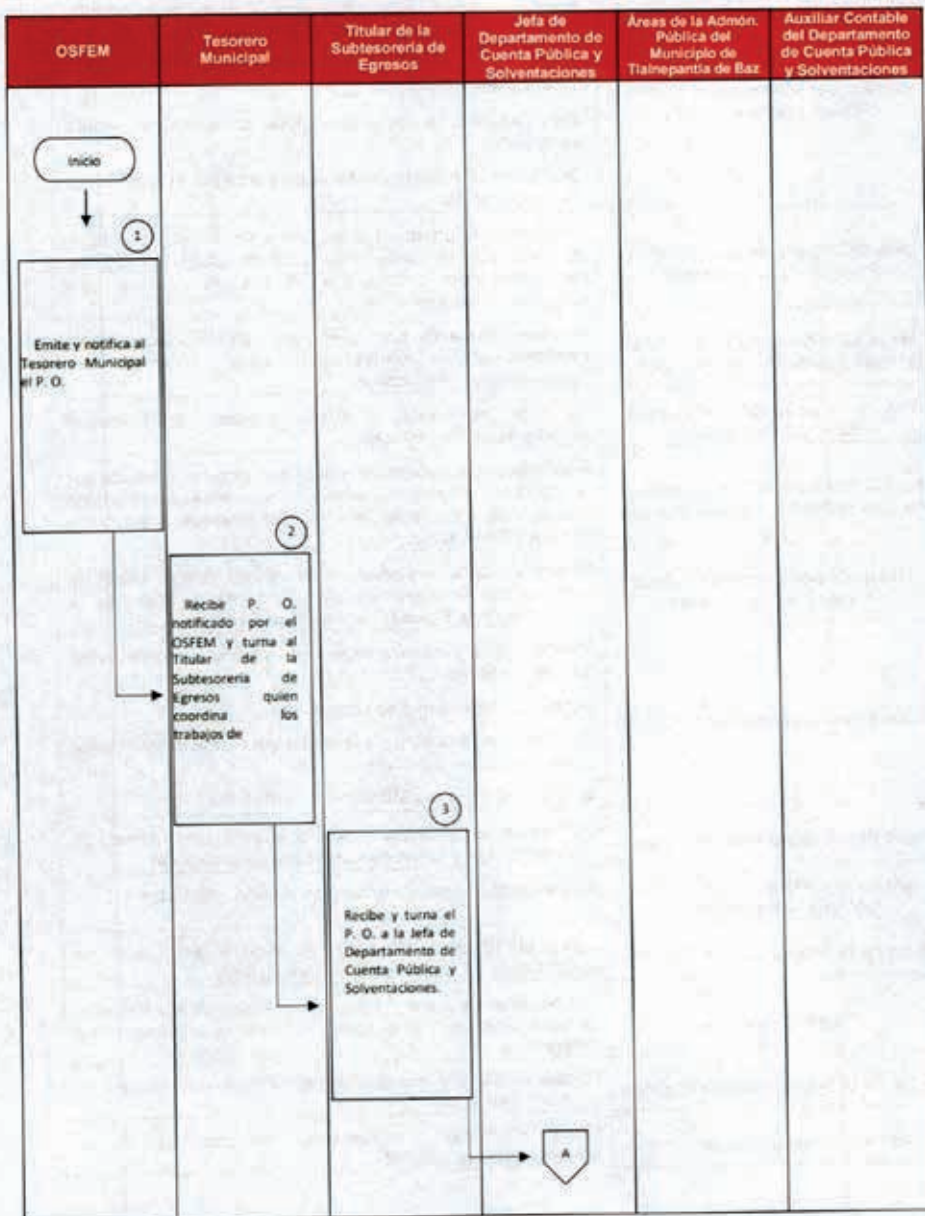 OSFEM
Tesorero
Municipal
Titular de la
Subtesorería de
Egresos
Jefa de
Departamento de
Cuenta Pública y
Solventaciones
Áreas de la Admón.
Pública del
Municipio de
Tlalnepantla de Baz
Auxiliar Contable
del Departamento
de Cuenta Pública
y Solventaciones
Inicio
1
Emite y notifica al
Tesorero Municipal
el P. O.
2
Recibe P. O.
notificado por el
OSFEM y turna al
Titular de la
Subtesorería de
Egresos quien
coordina los
trabajos de
3
Recibe y turna el
P. O. a la Jefa de
Departamento de
Cuenta Pública y
Solventaciones.
A